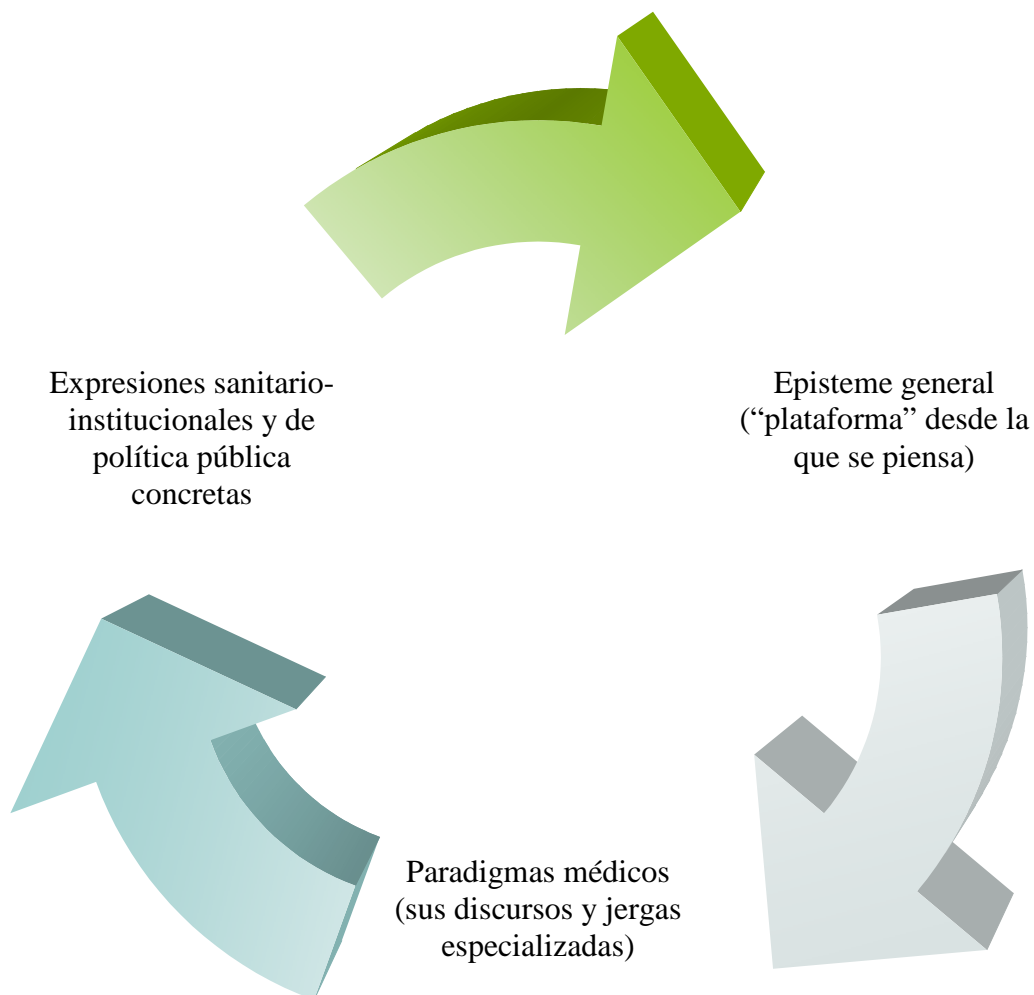 Expresiones sanitario-
institucionales y de
política pública
concretas
Episteme general
(“plataforma” desde la
que se piensa)
Paradigmas médicos
(sus discursos y jergas
especializadas)